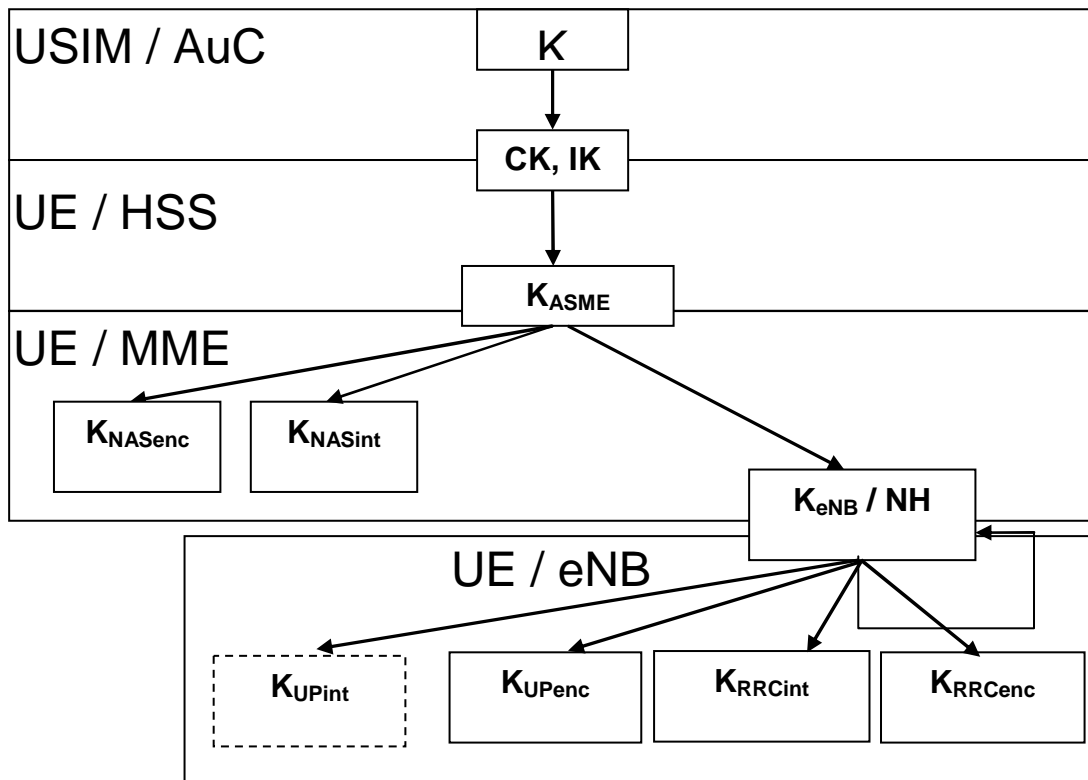 USIM / AuC
K
CK, IK
UE / HSS
KASME
UE / MME
KNASenc
KNASint
KeNB / NH
UE / eNB
KUPint
KUPenc
KRRCint
KRRCenc